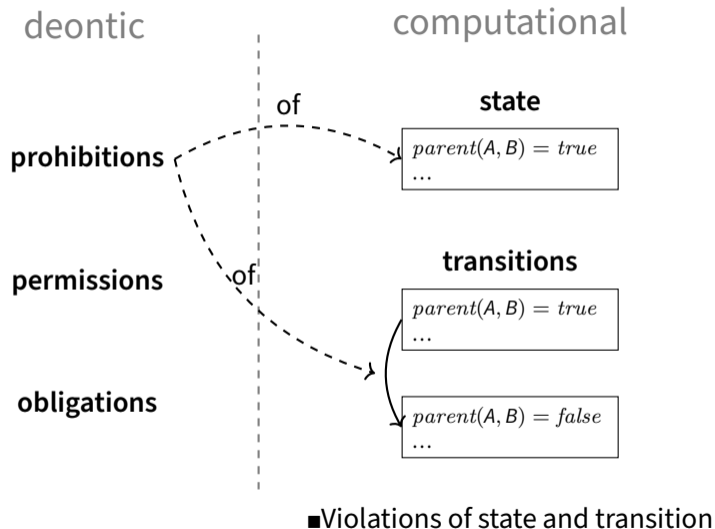 deontic
computational
of
state
prohibitions
parent(A, B) = true
...
transitions
permissions
of
parent(A, B) = true
...
obligations
parent(A, B) = false
...
■Violations of state and transition